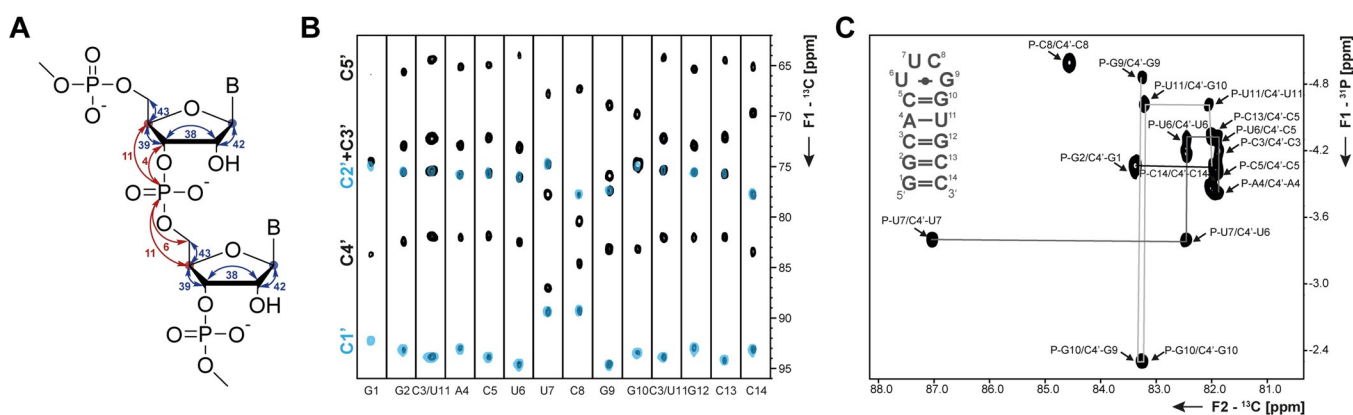 A
O
O=P-O-
O
43
O
B
39
38
42
11
O
OH
4
O=P-O-
O
6
B
43
O
11
39
38
42
O
OH
O=P-O-
O
B
C5'
C2'+C3'
C4'
C1'
65
70
75
80
85
90
95
F1 - 13C [ppm]
G1 G2 C3/U11 A4 C5 U6 U7 C8 G9 G10 C3/U11 G12 C13 C14
C
7U C8
6U G9
5C=G10
4A-U11
3C=G12
2G=C13
1G=C14
5' 3'
P-C8/C4'-C8
P-G9/C4'-G9
P-U11/C4'-G10
P-U11/C4'-U11
P-C13/C4'-C5
P-U6/C4'-U6
P-U6/C4'-C5
P-C3/C4'-C3
P-G2/C4'-G1
P-C14/C4'-C14
P-C5/C4'-C5
P-A4/C4'-A4
P-U7/C4'-U7
P-U7/C4'-U6
P-G10/C4'-G9
P-G10/C4'-G10
-4.8
-4.2
-3.6
-3.0
-2.4
F1 - 31P [ppm]
88.0 87.0 86.0 85.0 84.0 83.0 82.0 81.0
F2 - 13C [ppm]